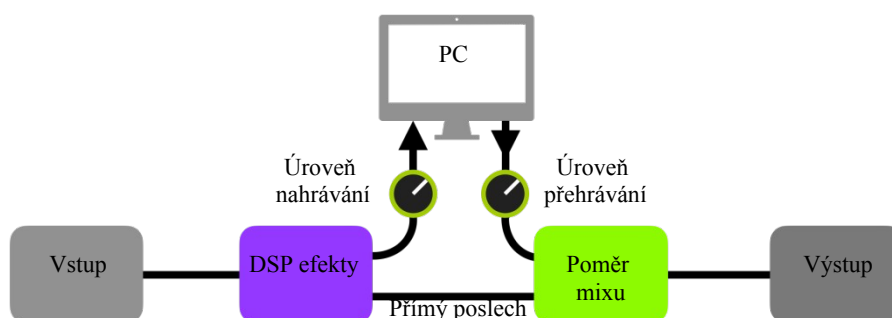 PC
Úroveň
nahrávání
Úroveň
přehrávání
Vstup
DSP efekty
Poměr
mixu
Výstup
Přímý poslech